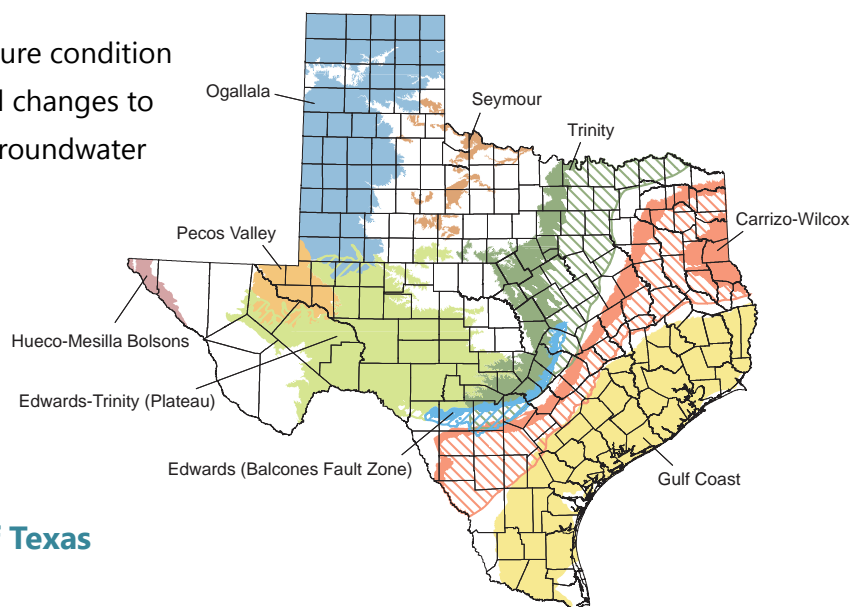 ure condition
l changes to
roundwater
Ogallala
Seymour
Trinity
Carrizo-Wilcox
Pecos Valley
Hueco-Mesilla Bolsons
Edwards-Trinity (Plateau)
Edwards (Balcones Fault Zone)
Gulf Coast
Texas